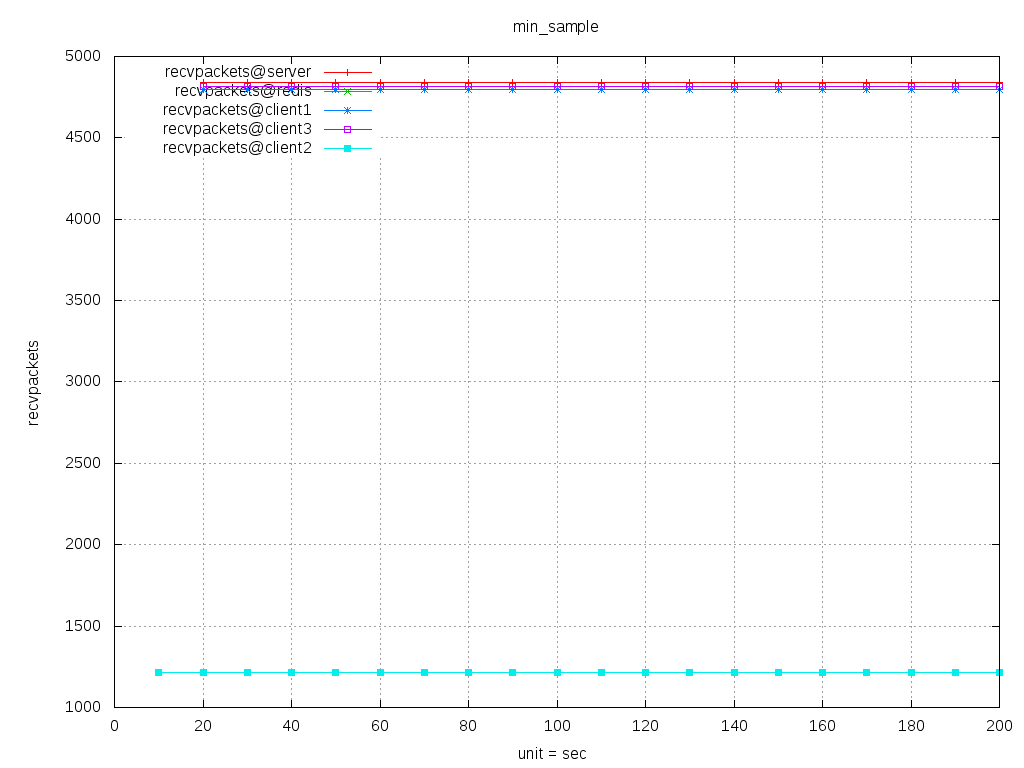 min_sample
5000
recvpackets@server
recvpackets@redis
recvpackets@client1
recvpackets@client3
recvpackets@client2
4500
4000
3500
3000
2500
2000
1500
1000
recvpackets
0 20 40 60 80 100 120 140 160 180 200
unit = sec